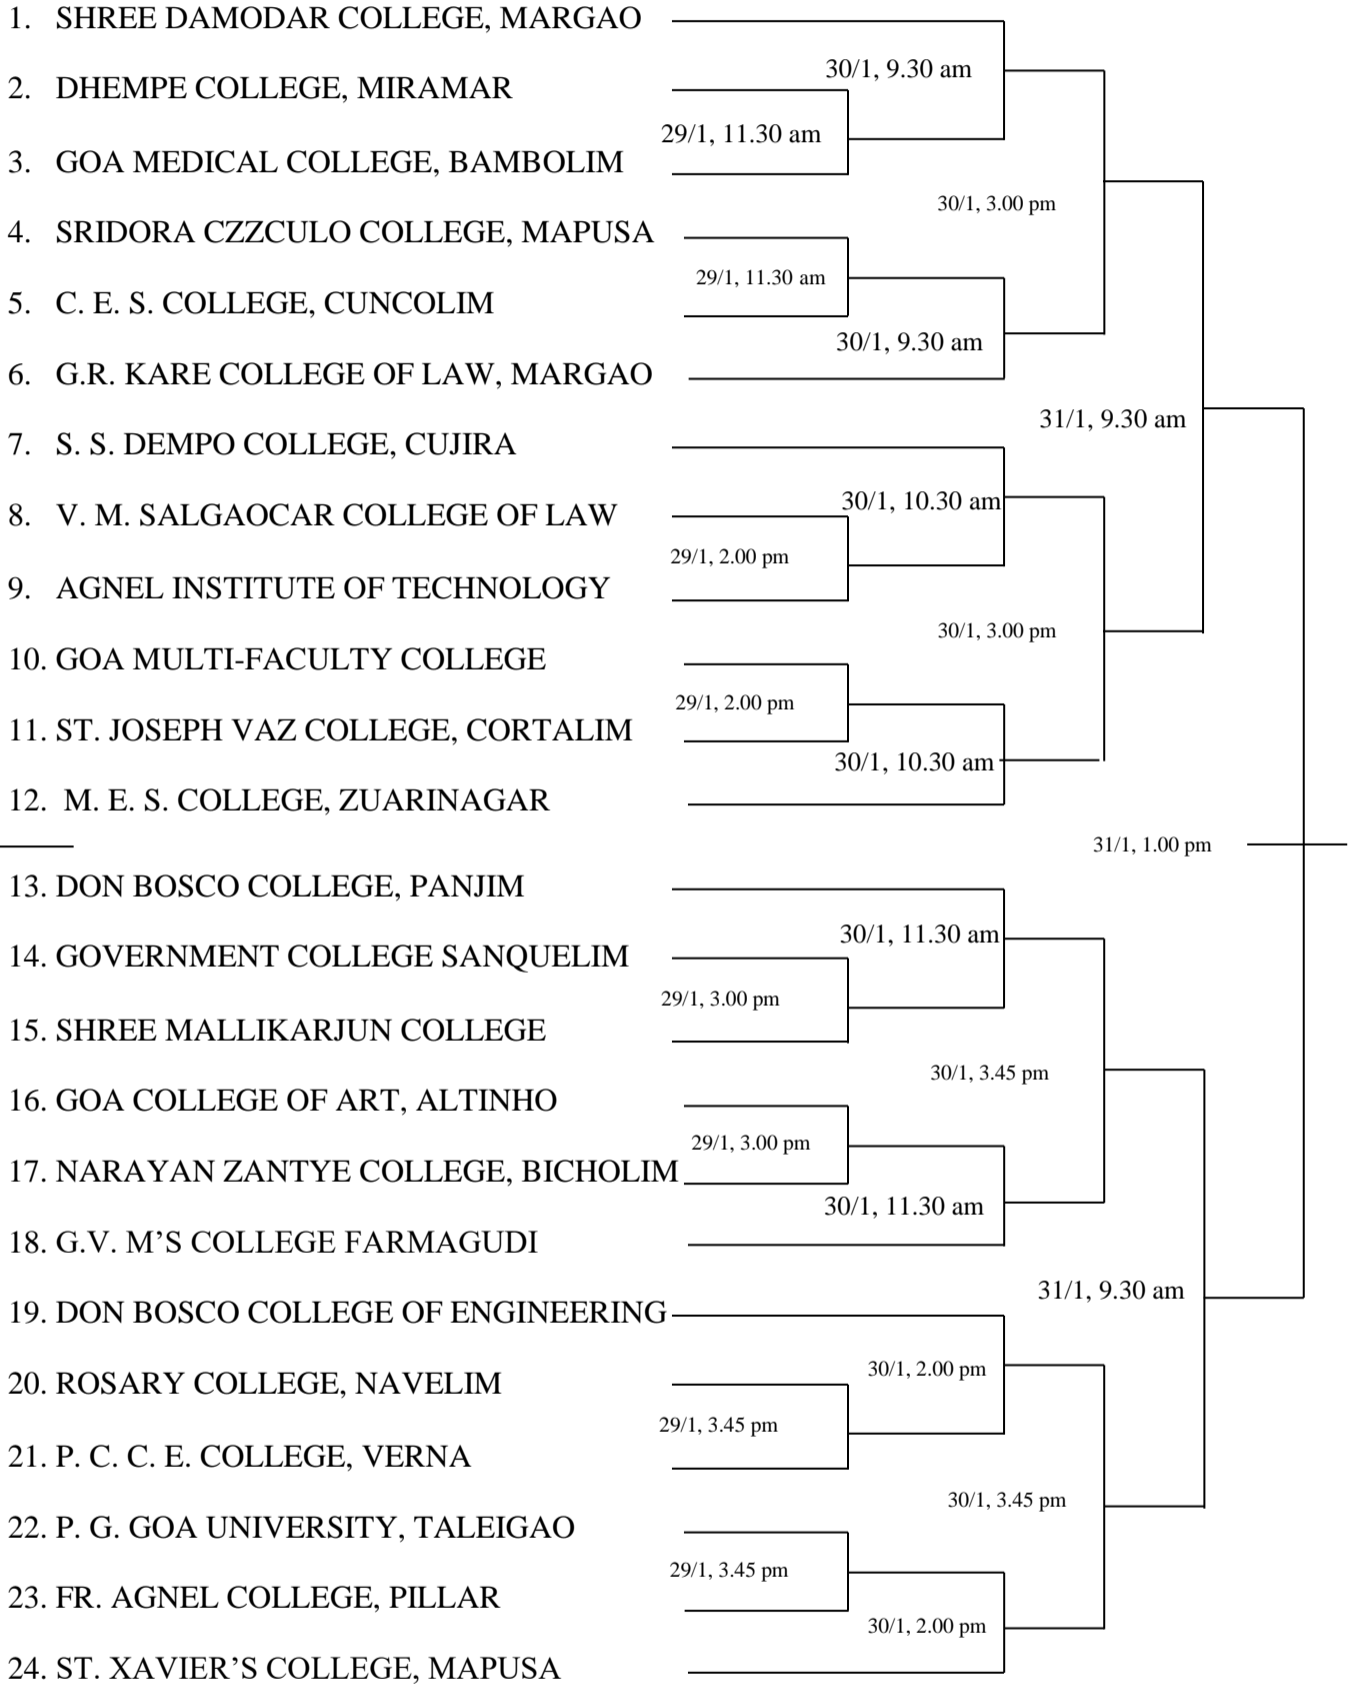 1. SHREE DAMODAR COLLEGE, MARGAO
30/1, 9.30 am
2. DHEMPE COLLEGE, MIRAMAR
29/1, 11.30 am
3. GOA MEDICAL COLLEGE, BAMBOLIM
30/1, 3.00 pm
4. SRIDORA CZZCULO COLLEGE, MAPUSA
29/1, 11.30 am
5. C. E. S. COLLEGE, CUNCOLIM
30/1, 9.30 am
6. G.R. KARE COLLEGE OF LAW, MARGAO
31/1, 9.30 am
7. S. S. DEMPO COLLEGE, CUJIRA
30/1, 10.30 am
8. V. M. SALGAOCAR COLLEGE OF LAW
29/1, 2.00 pm
9. AGNEL INSTITUTE OF TECHNOLOGY
30/1, 3.00 pm
10. GOA MULTI-FACULTY COLLEGE
29/1, 2.00 pm
11. ST. JOSEPH VAZ COLLEGE, CORTALIM
30/1, 10.30 am
12. M. E. S. COLLEGE, ZUARINAGAR
31/1, 1.00 pm
13. DON BOSCO COLLEGE, PANJIM
30/1, 11.30 am
14. GOVERNMENT COLLEGE SANQUELIM
29/1, 3.00 pm
15. SHREE MALLIKARJUN COLLEGE
30/1, 3.45 pm
16. GOA COLLEGE OF ART, ALTINHO
29/1, 3.00 pm
17. NARAYAN ZANTYE COLLEGE, BICHOLIM
30/1, 11.30 am
18. G.V. M’S COLLEGE FARMAGUDI
31/1, 9.30 am
19. DON BOSCO COLLEGE OF ENGINEERING
30/1, 2.00 pm
20. ROSARY COLLEGE, NAVELIM
29/1, 3.45 pm
21. P. C. C. E. COLLEGE, VERNA
30/1, 3.45 pm
22. P. G. GOA UNIVERSITY, TALEIGAO
29/1, 3.45 pm
23. FR. AGNEL COLLEGE, PILLAR
30/1, 2.00 pm
24. ST. XAVIER’S COLLEGE, MAPUSA